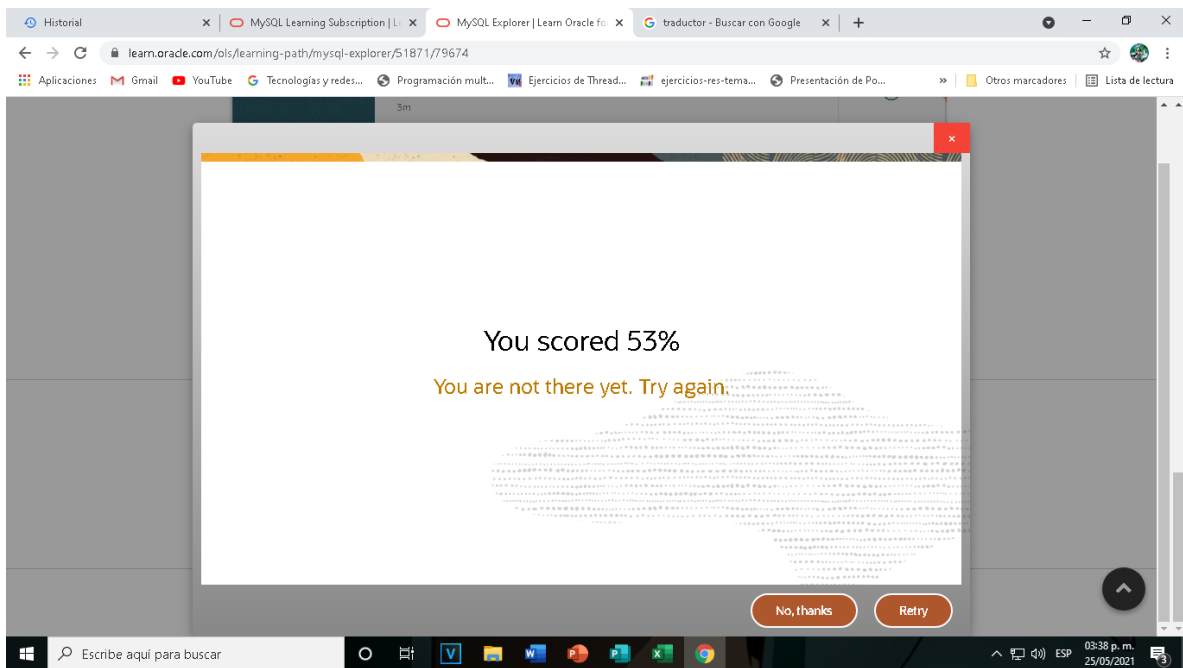 Historial
MySQL Learning Subscription | L
MySQL Explorer | Learn Oracle fo
traductor - Buscar con Google
learn.oracle.com/ols/learning-path/mysql-explorer/51871/79674
Aplicaciones
Gmail
YouTube
Tecnologías y redes...
Programación mult...
Ejercicios de Thread...
ejercicios-res-tema...
Presentación de Po...
Otros marcadores
Lista de lectura
3m
You scored 53%
You are not there yet. Try again.
No, thanks
Retry
Escribe aquí para buscar
ESP
03:38 p. m.
25/05/2021
3